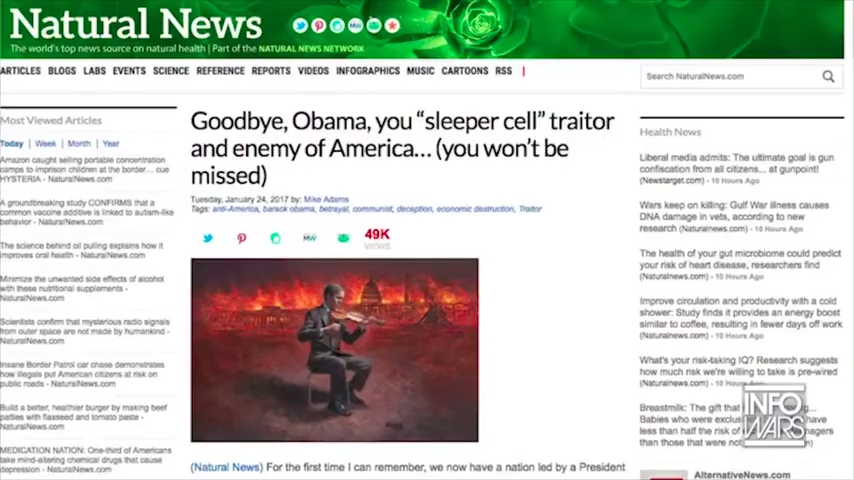 Natural News
The world's top news source on natural health | Part of the NATURAL NEWS NETWORK
ARTICLES BLOGS LABS EVENTS SCIENCE REFERENCE REPORTS VIDEOS INFOGRAPHICS MUSIC CARTOONS RSS
Search NaturalNews.com
Most Viewed Articles
Today | Week | Month | Year
Amazon caught selling portable concentration
camps to imprison children at the border... cue
HYSTERIA - NaturalNews.com
A groundbreaking study CONFIRMS that a
common vaccine additive is linked to autism-like
behavior - NaturalNews.com
The science behind oil pulling explains how it
improves oral health - NaturalNews.com
Minimize the unwanted side effects of alcohol
with these nutritional supplements -
NaturalNews.com
Scientists confirm that mysterious radio signals
from outer space are not made by humankind -
NaturalNews.com
Insane Border Patrol car chase demonstrates
how illegals put American citizens at risk on
public roads - NaturalNews.com
Build a better, healthier burger by making beef
patties with flaxseed and tomato paste -
NaturalNews.com
MEDICATION NATION: One-third of Americans
take mind-altering chemical drugs that cause
depression - NaturalNews.com
Goodbye, Obama, you “sleeper cell” traitor
and enemy of America... (you won't be
missed)
Tuesday, January 24, 2017 by: Mike Adams
Tags: anti-America, barack obama, betrayal, communist, deception, economic destruction, Traitor
MW
49K
VIEWS
(Natural News) For the first time I can remember, we now have a nation led by a President
Health News
Liberal media admits: The ultimate goal is gun
confiscation from all citizens... at gunpoint!
(Newstarget.com) - 10 Hours Ago
Wars keep on killing: Gulf War illness causes
DNA damage in vets, according to new
research (Naturalnews.com) - 10 Hours Ago
The health of your gut microbiome could predict
your risk of heart disease, researchers find
(Naturalnews.com) - 10 Hours Ago
Improve circulation and productivity with a cold
shower: Study finds it provides an energy boost
similar to coffee, resulting in fewer days off work
(Naturalnews.com) - 10 Hours Ago
What's your risk-taking IQ? Research suggests
how much risk we're willing to take is pre-wired
(Naturalnews.com) - 10 Hours Ago
Breastmilk: The gift that
Babies who were
have less than half the risk of
than those that were
INFO
WARS
AlternativeNews.com